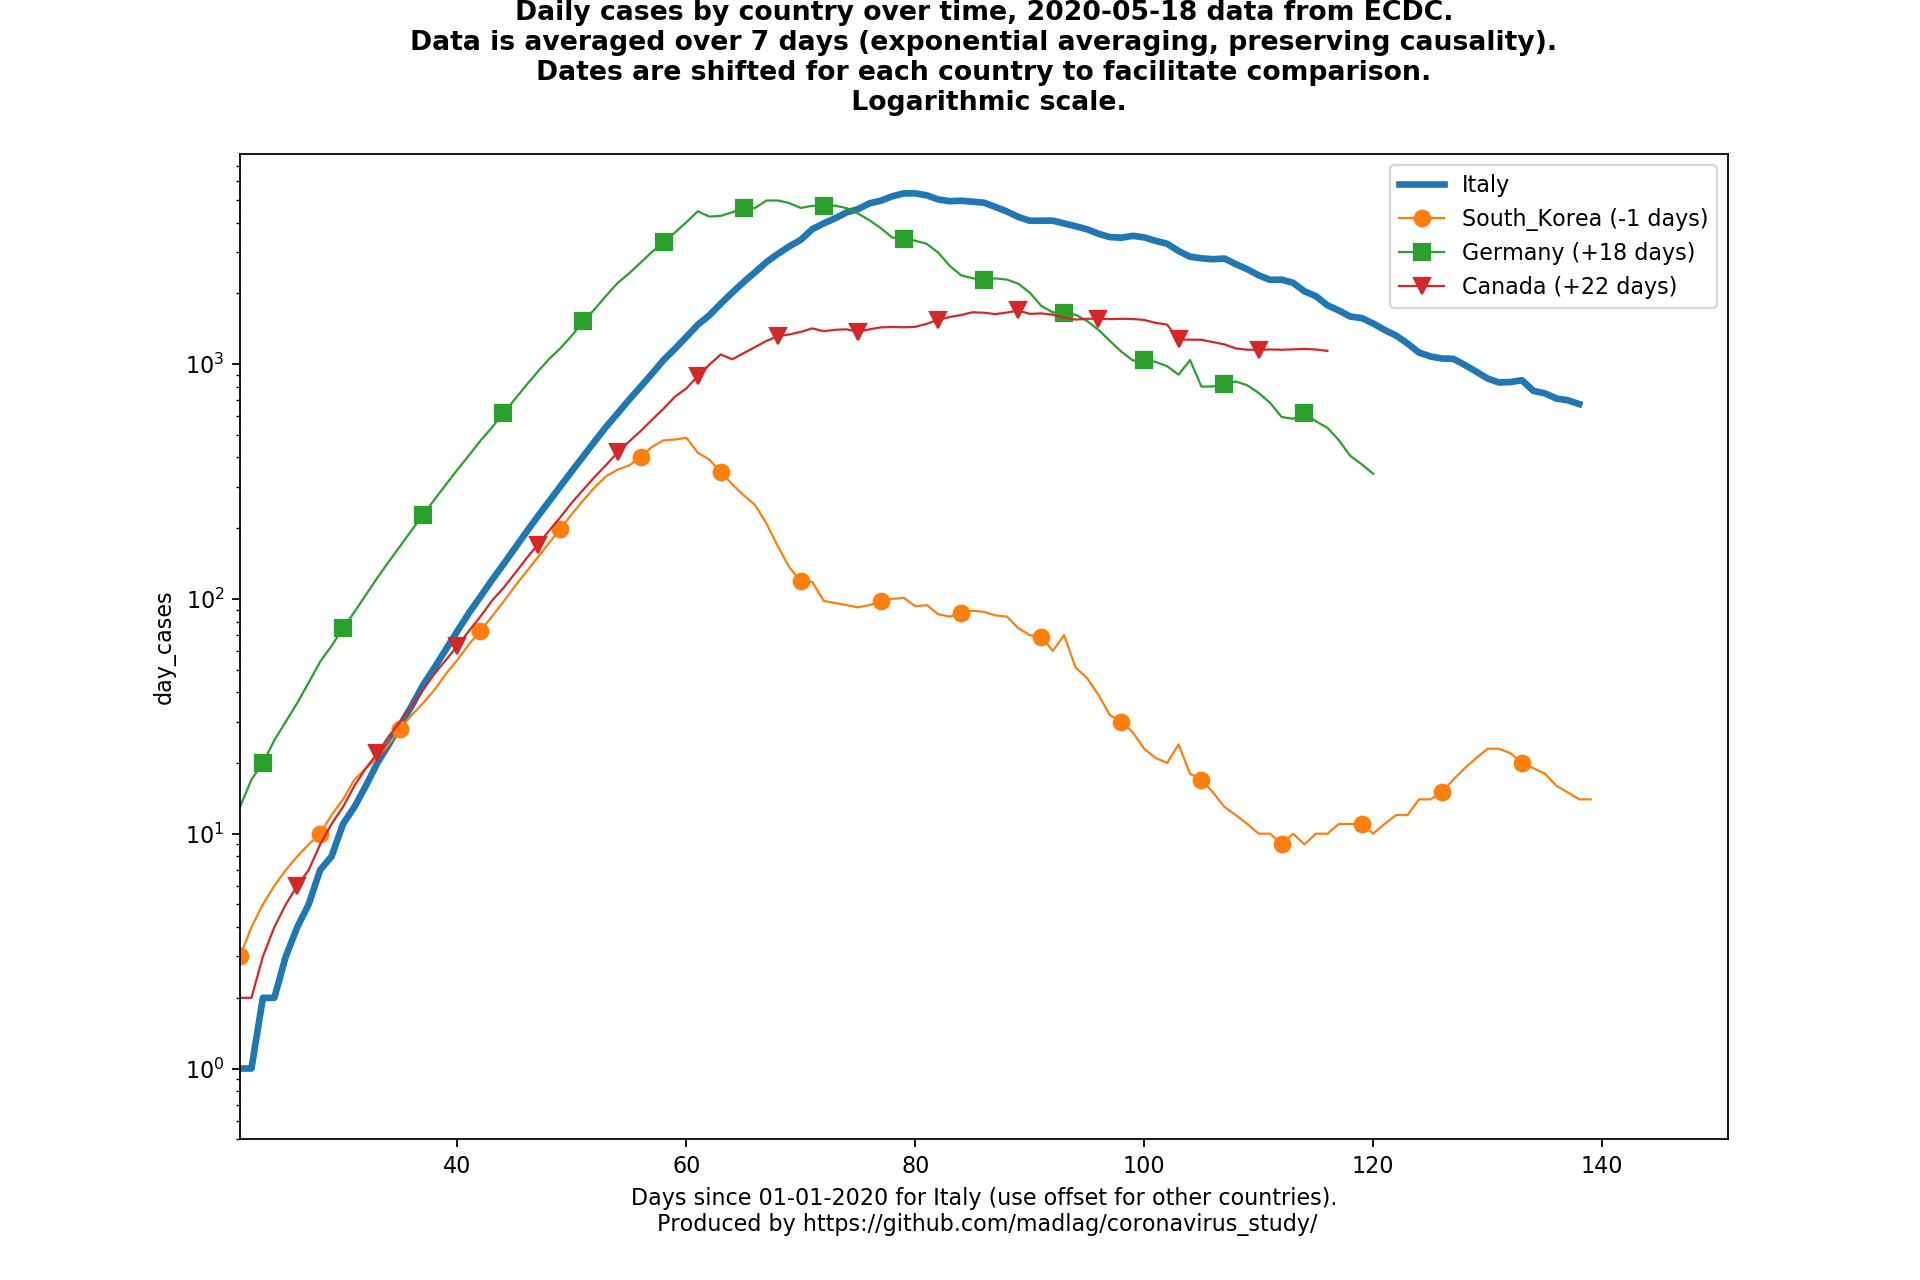 Daily cases by country over time, 2020-05-18 data from ECDC.
Data is averaged over 7 days (exponential averaging, preserving causality).
Dates are shifted for each country to facilitate comparison.
Logarithmic scale.
Italy
South_Korea (-1 days)
Germany (+18 days)
Canada (+22 days)
10³
10²
10¹
10⁰
day_cases
40 60 80 100 120 140
Days since 01-01-2020 for Italy (use offset for other countries).
Produced by https://github.com/madlag/coronavirus_study/